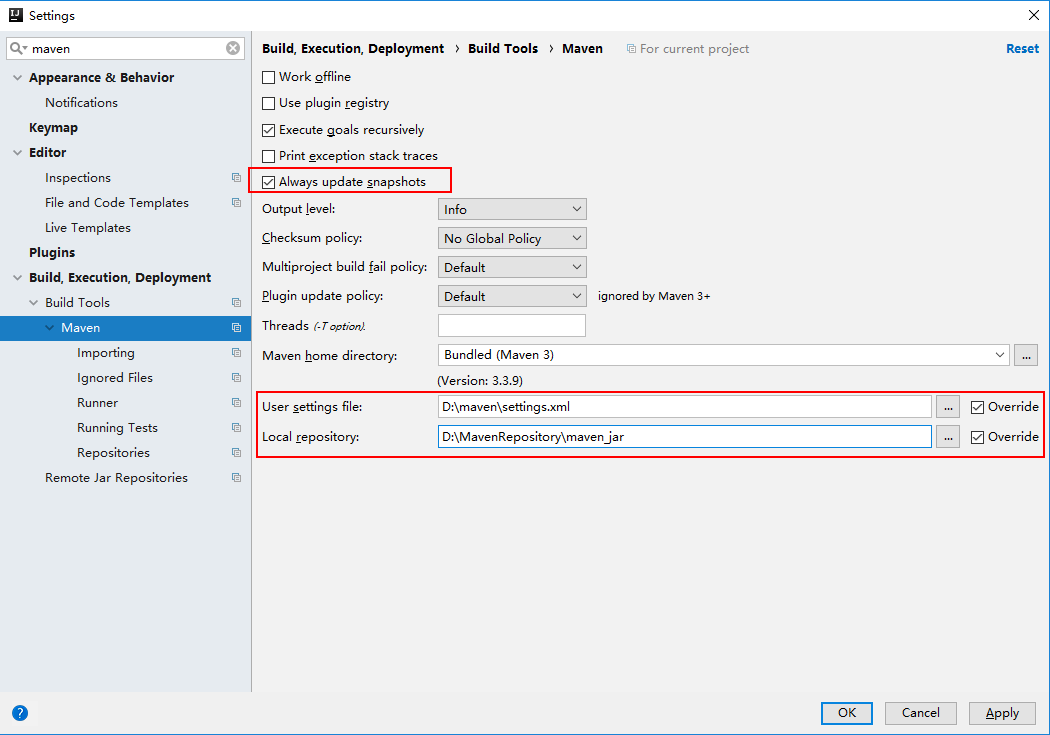 Settings
maven
Appearance & Behavior
Notifications
Keymap
Editor
Inspections
File and Code Templates
Live Templates
Plugins
Build, Execution, Deployment
Build Tools
Maven
Importing
Ignored Files
Runner
Running Tests
Repositories
Remote Jar Repositories
Build, Execution, Deployment › Build Tools › Maven For current project Reset
Work offline
Use plugin registry
Execute goals recursively
Print exception stack traces
Always update snapshots
Output level: Info
Checksum policy: No Global Policy
Multiproject build fail policy: Default
Plugin update policy: Default ignored by Maven 3+
Threads (-T option).
Maven home directory: Bundled (Maven 3) ...
(Version: 3.3.9)
User settings file: D:\maven\settings.xml ... Override
Local repository: D:\MavenRepository\maven_jar ... Override
? OK Cancel Apply